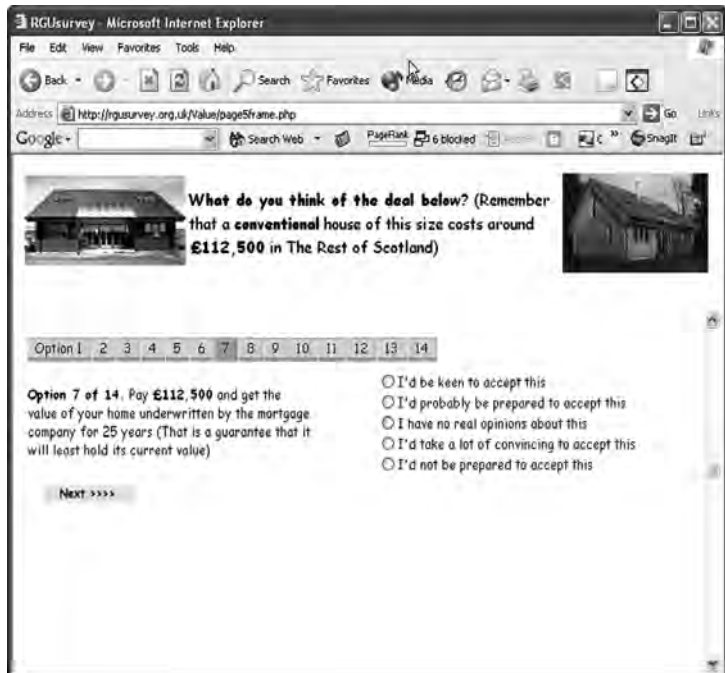 RGUsurvey - Microsoft Internet Explorer
File Edit View Favorites Tools Help
Back Search Favorites Media
Address http://rgusurvey.org.uk/Value/page5frame.php Go Links
Google Search Web PageRank 6 blocked C » SnagIt
What do you think of the deal below? (Remember
that a conventional house of this size costs around
£112,500 in The Rest of Scotland)
Option 1 2 3 4 5 6 7 8 9 10 11 12 13 14
Option 7 of 14. Pay £112,500 and get the
value of your home underwritten by the mortgage
company for 25 years (That is a guarantee that it
will least hold its current value)
Next >>>>
I'd be keen to accept this
I'd probably be prepared to accept this
I have no real opinions about this
I'd take a lot of convincing to accept this
I'd not be prepared to accept this